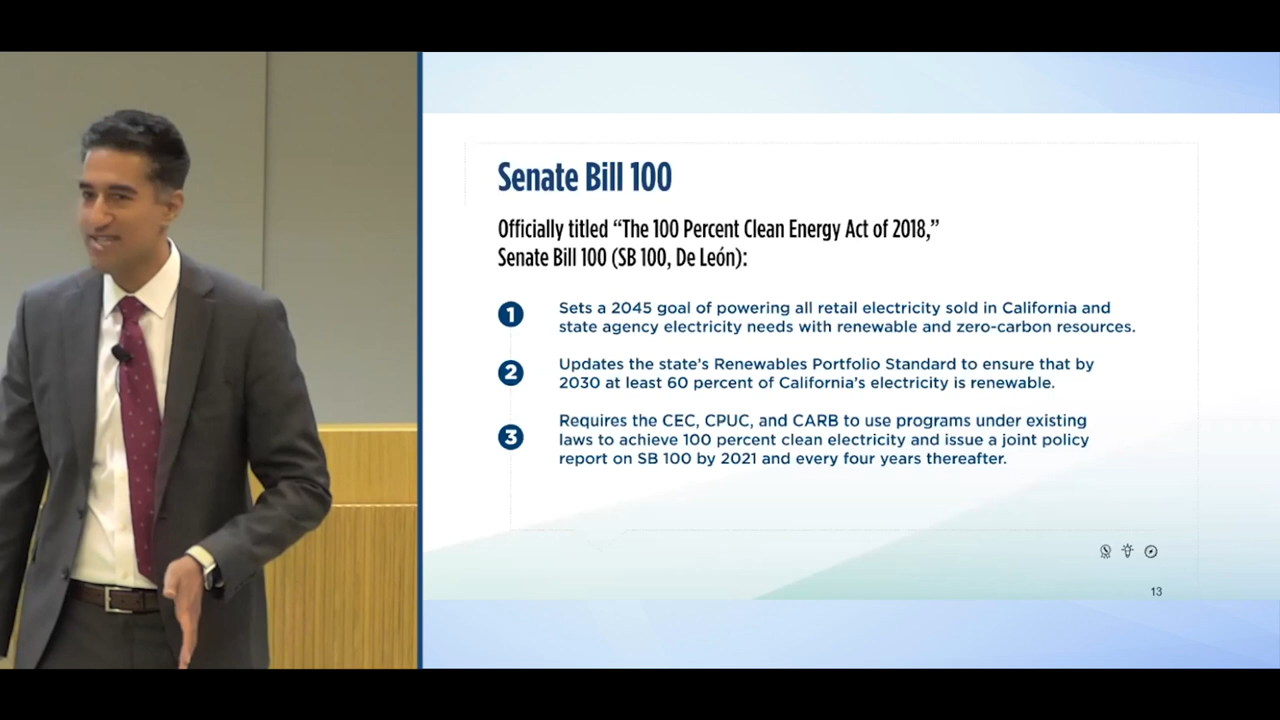 Senate Bill 100
Officially titled “The 100 Percent Clean Energy Act of 2018,”
Senate Bill 100 (SB 100, De León):
1
Sets a 2045 goal of powering all retail electricity sold in California and
state agency electricity needs with renewable and zero-carbon resources.
2
Updates the state’s Renewables Portfolio Standard to ensure that by
2030 at least 60 percent of California’s electricity is renewable.
3
Requires the CEC, CPUC, and CARB to use programs under existing
laws to achieve 100 percent clean electricity and issue a joint policy
report on SB 100 by 2021 and every four years thereafter.
13